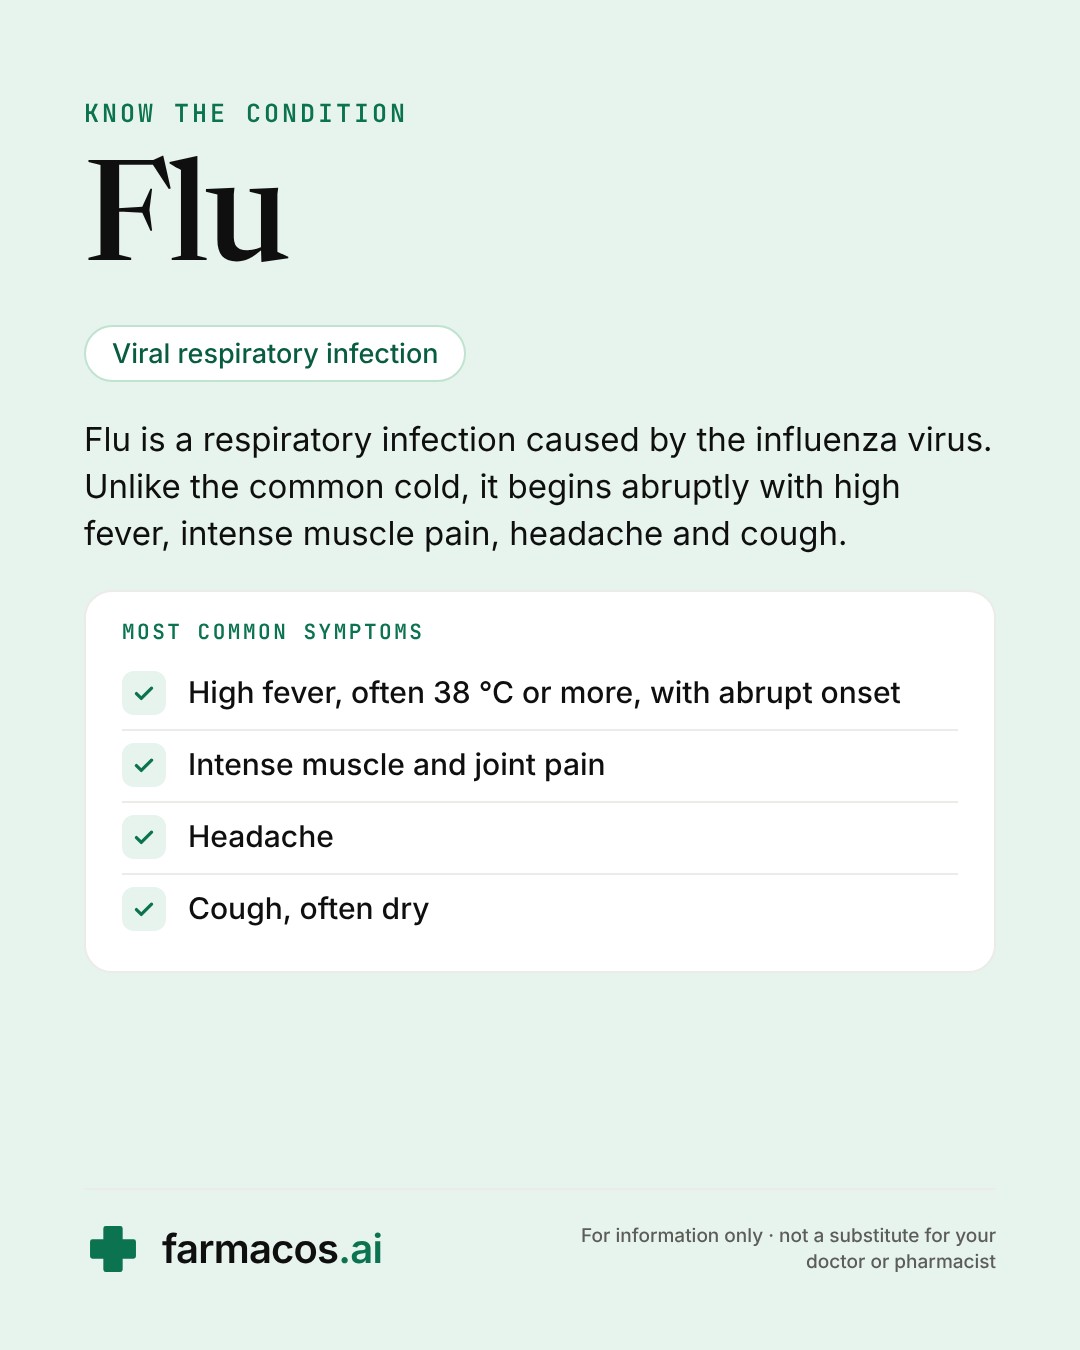 KNOW THE CONDITION
Flu
Viral respiratory infection
Flu is a respiratory infection caused by the influenza virus.
Unlike the common cold, it begins abruptly with high
fever, intense muscle pain, headache and cough.
MOST COMMON SYMPTOMS
High fever, often 38 °C or more, with abrupt onset
Intense muscle and joint pain
Headache
Cough, often dry
farmacos.ai
For information only · not a substitute for your
doctor or pharmacist